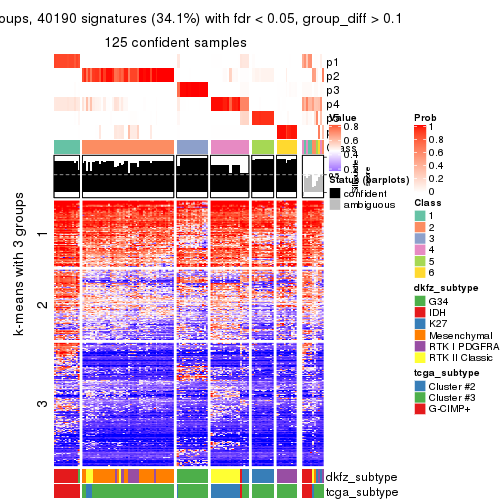 oups, 40190 signatures (34.1%) with fdr < 0.05, group_diff > 0.1
125 confident samples
p1
p2
p3
p4
k-means with 3 groups
1
2
3
dkfz_subtype
tcga_subtype
Value
0.8
0.6
0.4
0.2
Status (barplots)
confident
ambiguous
Prob
1
0.8
0.6
0.4
0.2
0
Class
1
2
3
4
5
6
dkfz_subtype
G34
IDH
K27
Mesenchymal
RTK I PDGFRA
RTK II Classic
tcga_subtype
Cluster #2
Cluster #3
G-CIMP+